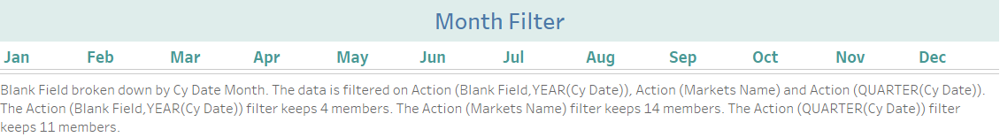 Month Filter
Jan Feb Mar Apr May Jun Jul Aug Sep Oct Nov Dec
Blank Field broken down by Cy Date Month. The data is filtered on Action (Blank Field,YEAR(Cy Date)), Action (Markets Name) and Action (QUARTER(Cy Date)).
The Action (Blank Field,YEAR(Cy Date)) filter keeps 4 members. The Action (Markets Name) filter keeps 14 members. The Action (QUARTER(Cy Date)) filter
keeps 11 members.